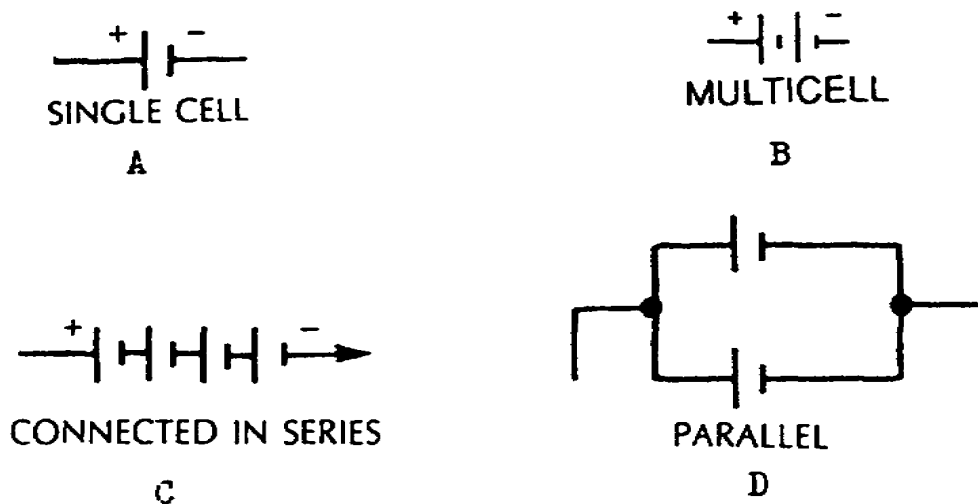 + -
SINGLE CELL
A
+ -
MULTICELL
B
+ -
CONNECTED IN SERIES
C
PARALLEL
D